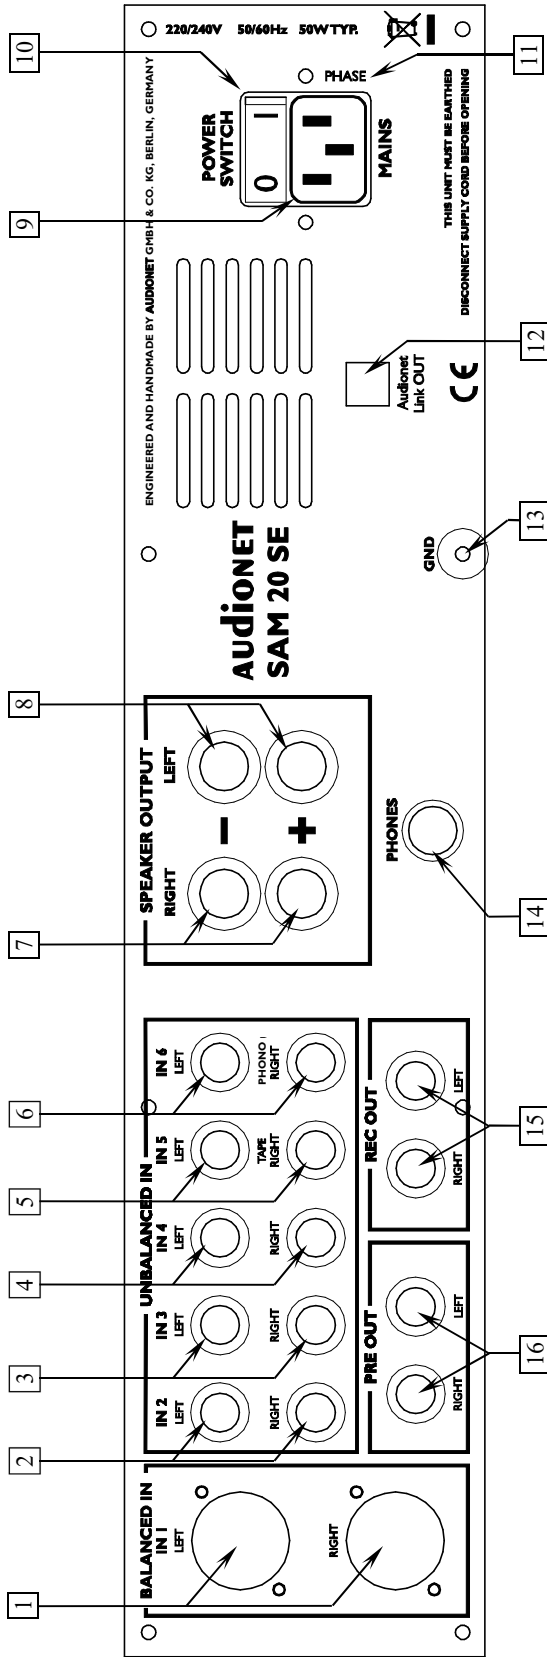 1
2
3
4
5
6
7
8
9
10
BALANCED IN
IN 1
LEFT
RIGHT
UNBALANCED IN
IN 2
LEFT
RIGHT
IN 3
LEFT
RIGHT
IN 4
LEFT
RIGHT
IN 5
LEFT
TAPE
RIGHT
IN 6
LEFT
PHONO |
RIGHT
PRE OUT
RIGHT
LEFT
REC OUT
RIGHT
LEFT
SPEAKER OUTPUT
RIGHT
LEFT
−
+
PHONES
AUDIONET
SAM 20 SE
GND
ENGINEERED AND HANDMADE BY AUDIONET GMBH & CO. KG, BERLIN, GERMANY
Audionet
Link OUT
CE
POWER
SWITCH
0 I
MAINS
PHASE
220/240V 50/60Hz 50W TYP.
THIS UNIT MUST BE EARTHED
DISCONNECT SUPPLY CORD BEFORE OPENING
16
15
14
13
12
11